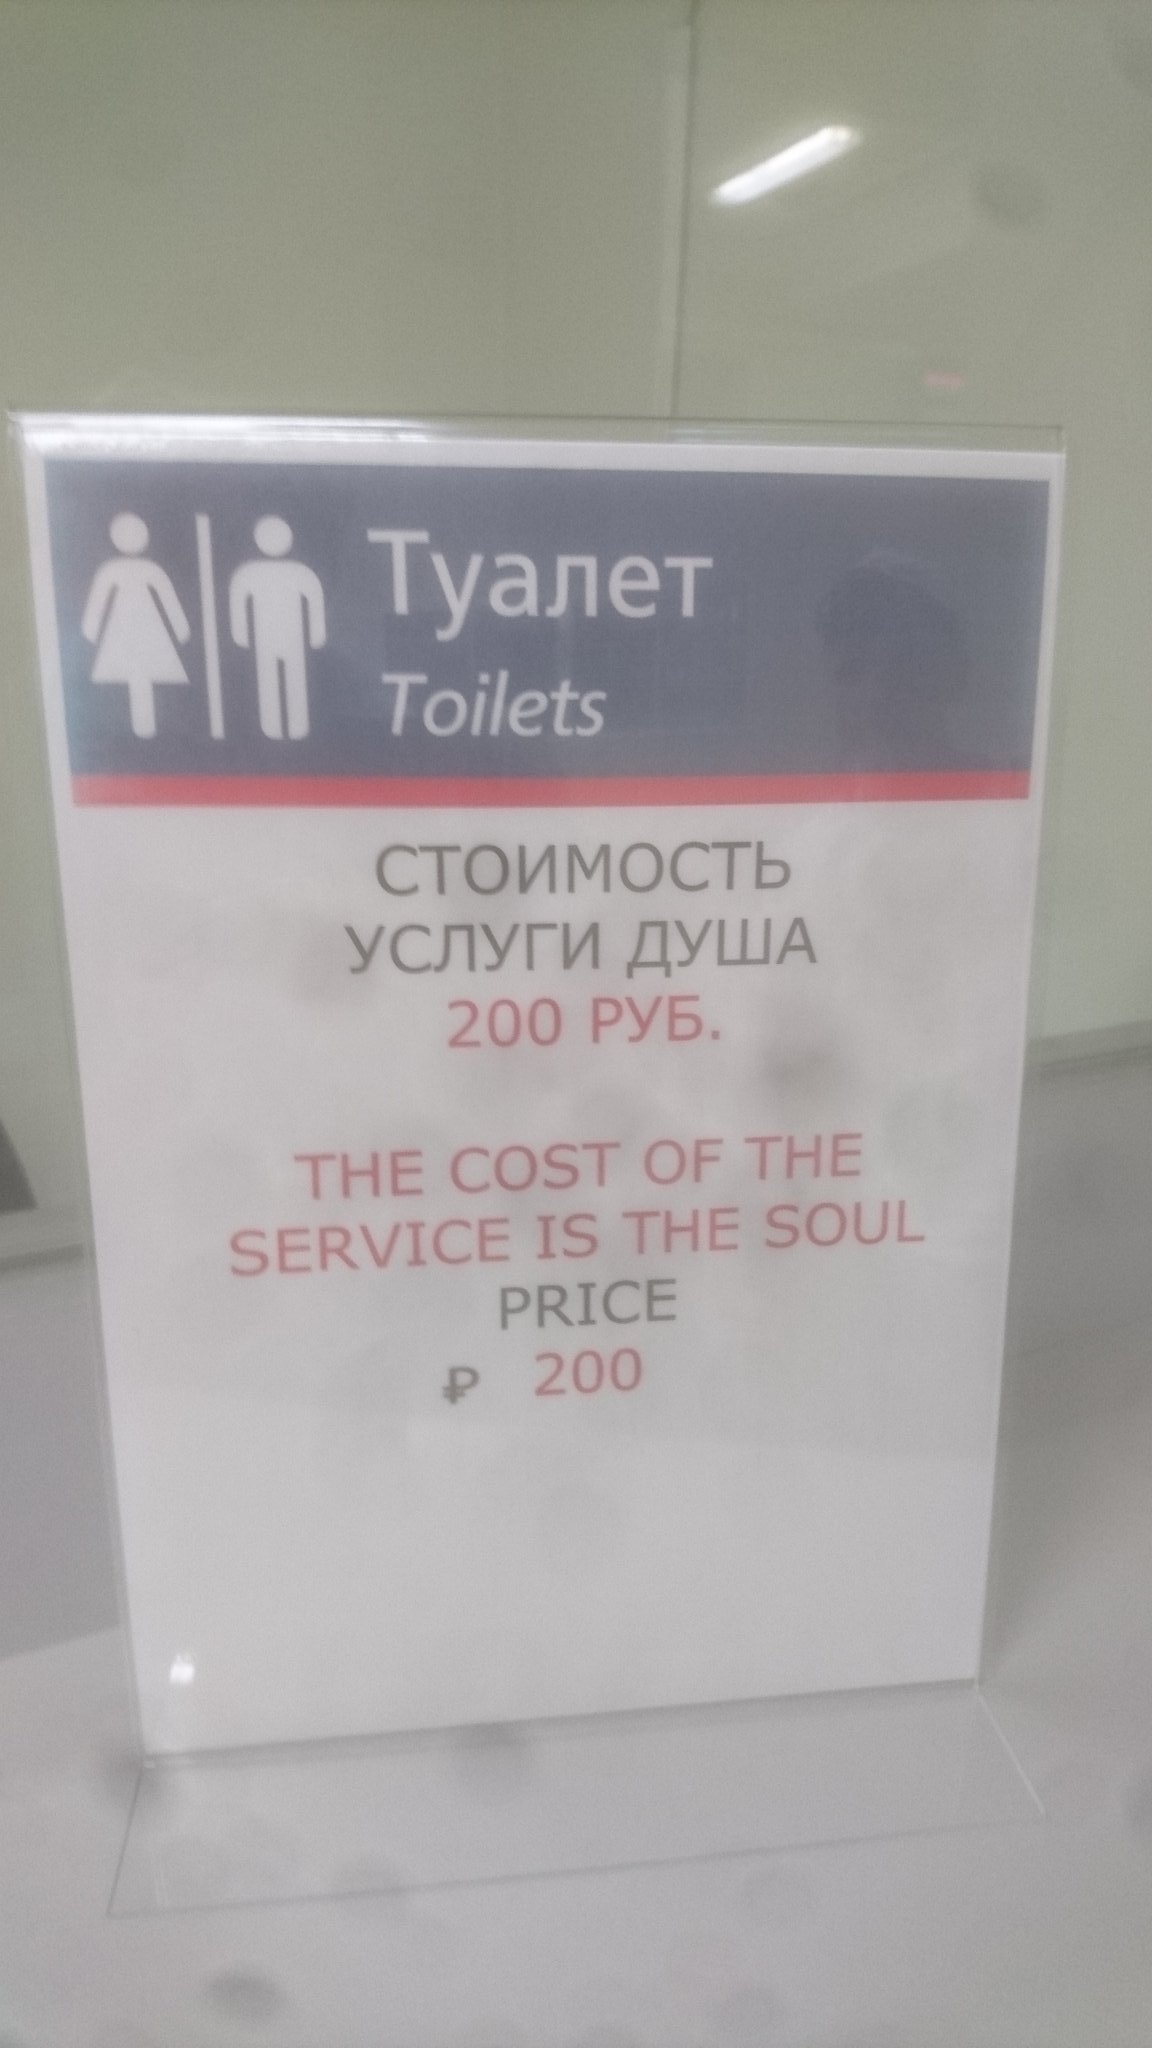 Туалет
Toilets
СТОИМОСТЬ
УСЛУГИ ДУША
200 РУБ.
THE COST OF THE
SERVICE IS THE SOUL
PRICE
₽ 200